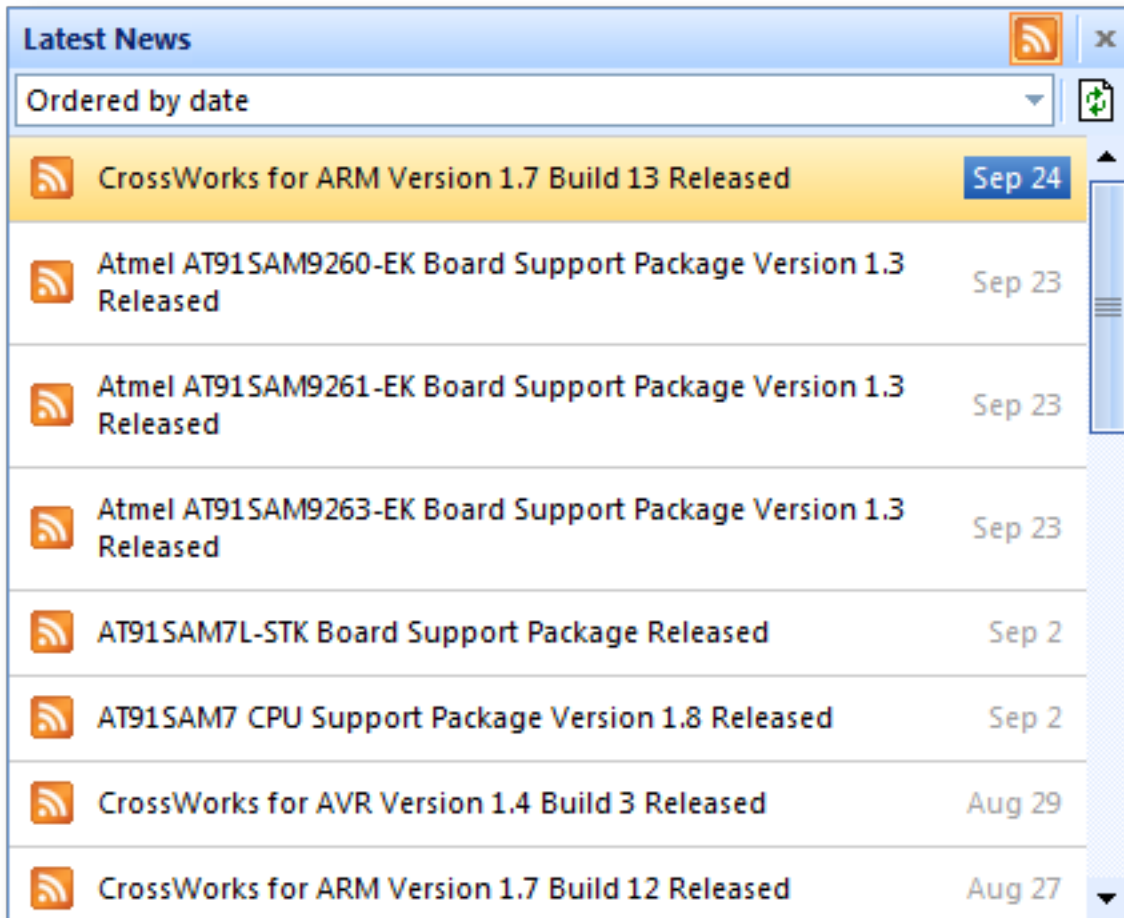 Latest News
Ordered by date
CrossWorks for ARM Version 1.7 Build 13 Released Sep 24
Atmel AT91SAM9260-EK Board Support Package Version 1.3
Released
Sep 23
Atmel AT91SAM9261-EK Board Support Package Version 1.3
Released
Sep 23
Atmel AT91SAM9263-EK Board Support Package Version 1.3
Released
Sep 23
AT91SAM7L-STK Board Support Package Released Sep 2
AT91SAM7 CPU Support Package Version 1.8 Released Sep 2
CrossWorks for AVR Version 1.4 Build 3 Released Aug 29
CrossWorks for ARM Version 1.7 Build 12 Released Aug 27